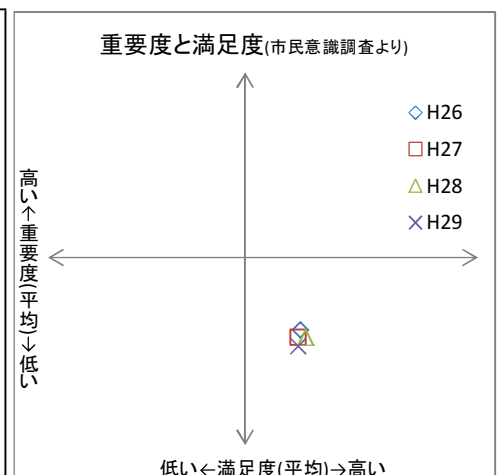 重要度と満足度(市民意識調査より)
H26
H27
H28
H29
高い↑重要度(平均)↓低い
低い←満足度(平均)→高い